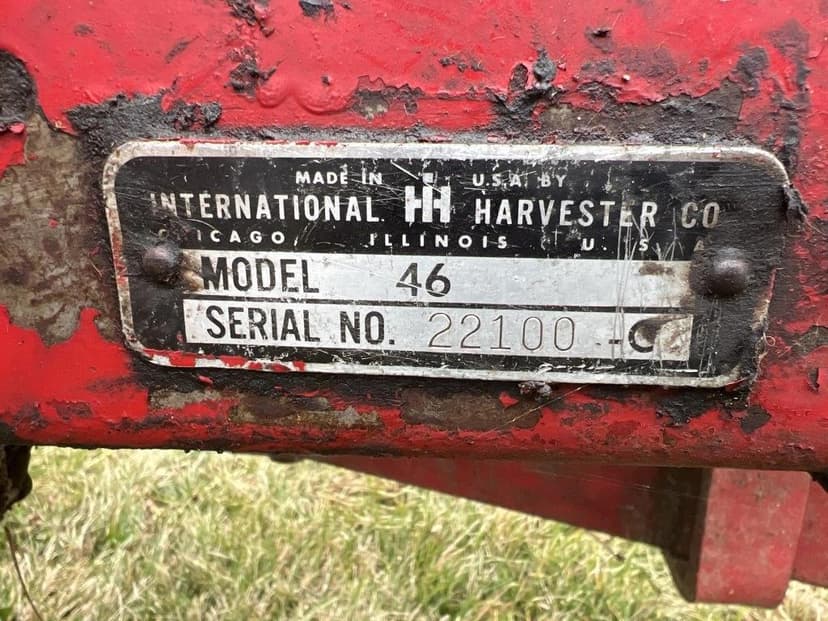 MADE IN U.S.A. BY
INTERNATIONAL IH HARVESTER CO
CHICAGO, ILLINOIS U.S.A
MODEL 46
SERIAL NO. 22100 -C